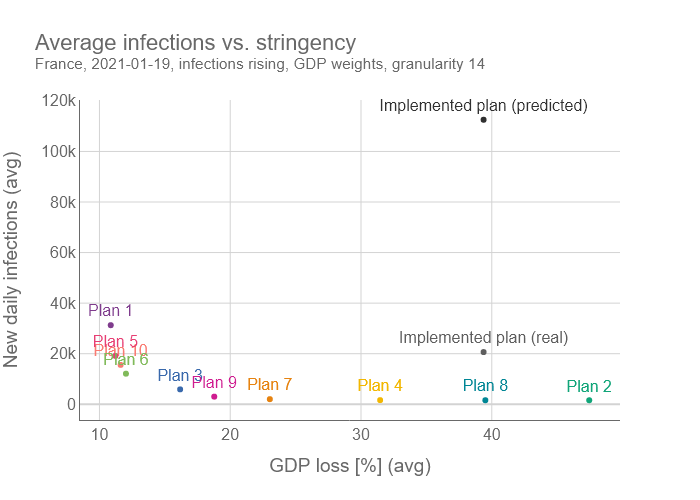 Average infections vs. stringency
France, 2021-01-19, infections rising, GDP weights, granularity 14
120k
Implemented plan (predicted)
100k
80k
60k
40k
Plan 1
Implemented plan (real)
Plan 5
Plan 10
20k
Plan 6
Plan 3
Plan 9
Plan 7
Plan 4
Plan 8
Plan 2
0
10
20
30
40
New daily infections (avg)
GDP loss [%] (avg)